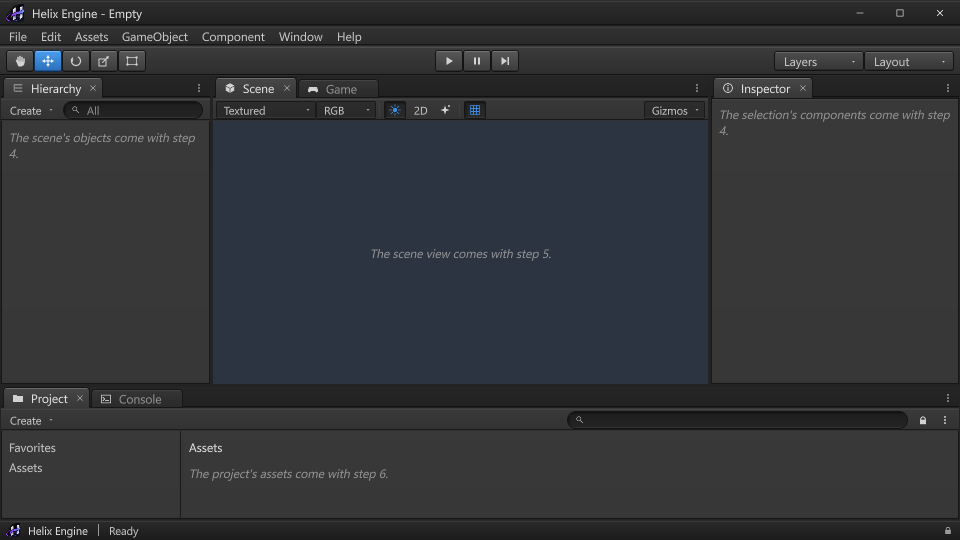 Helix Engine - Empty
File Edit Assets GameObject Component Window Help
Layers Layout
Hierarchy
Scene Game
Inspector
Create All
Textured RGB 2D Gizmos
The scene's objects come with step
4.
The scene view comes with step 5.
The selection's components come with step
4.
Project Console
Create
Favorites
Assets
Assets
The project's assets come with step 6.
Helix Engine Ready